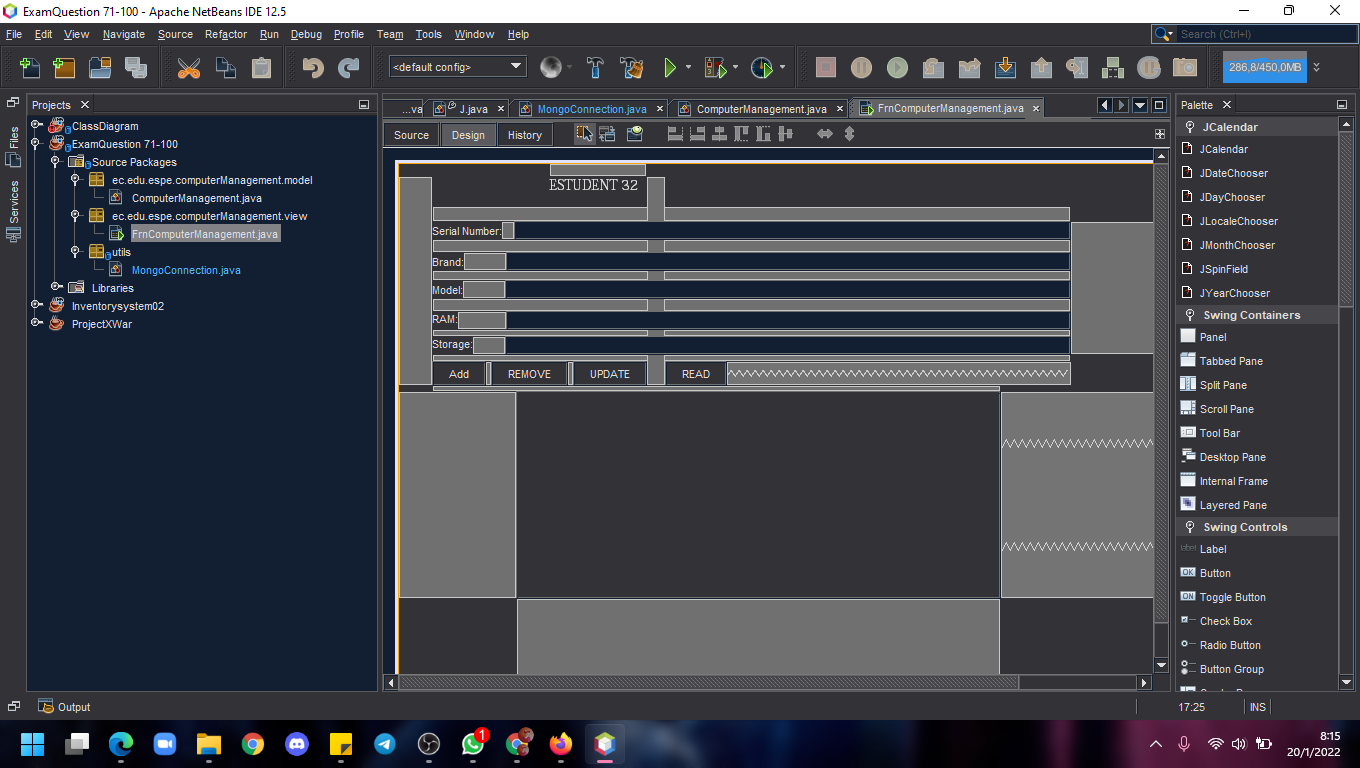 ExamQuestion 71-100 - Apache NetBeans IDE 12.5
File Edit View Navigate Source Refactor Run Debug Profile Team Tools Window Help
Search (Ctrl+I)
<default config>
286,8/450,0MB
Projects
...va
J.java
MongoConnection.java
ComputerManagement.java
FrnComputerManagement.java
Palette
Files
Services
Source Design History
ClassDiagram
ExamQuestion 71-100
Source Packages
ec.edu.espe.computerManagement.model
ComputerManagement.java
ec.edu.espe.computerManagement.view
FrnComputerManagement.java
utils
MongoConnection.java
Libraries
Inventorysystem02
ProjectXWar
ESTUDENT 32
Serial Number:
Brand:
Model:
RAM:
Storage:
Add REMOVE UPDATE READ
JCalendar
JCalendar
JDateChooser
JDayChooser
JLocaleChooser
JMonthChooser
JSpinField
JYearChooser
Swing Containers
Panel
Tabbed Pane
Split Pane
Scroll Pane
Tool Bar
Desktop Pane
Internal Frame
Layered Pane
Swing Controls
label Label
OK Button
ON Toggle Button
Check Box
Radio Button
Button Group
Output
17:25 INS
1
8:15
20/1/2022